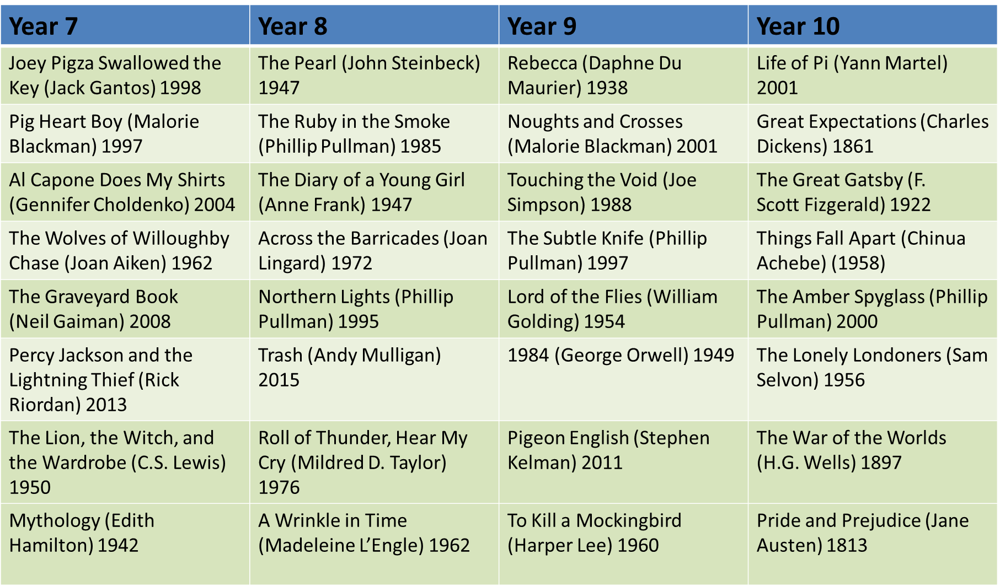 Year 7
Year 8
Year 9
Year 10
Joey Pigza Swallowed the
Key (Jack Gantos) 1998
The Pearl (John Steinbeck)
1947
Rebecca (Daphne Du
Maurier) 1938
Life of Pi (Yann Martel)
2001
Pig Heart Boy (Malorie
Blackman) 1997
The Ruby in the Smoke
(Phillip Pullman) 1985
Noughts and Crosses
(Malorie Blackman) 2001
Great Expectations (Charles
Dickens) 1861
Al Capone Does My Shirts
(Gennifer Choldenko) 2004
The Diary of a Young Girl
(Anne Frank) 1947
Touching the Void (Joe
Simpson) 1988
The Great Gatsby (F.
Scott Fizgerald) 1922
The Wolves of Willoughby
Chase (Joan Aiken) 1962
Across the Barricades (Joan
Lingard) 1972
The Subtle Knife (Phillip
Pullman) 1997
Things Fall Apart (Chinua
Achebe) (1958)
The Graveyard Book
(Neil Gaiman) 2008
Northern Lights (Phillip
Pullman) 1995
Lord of the Flies (William
Golding) 1954
The Amber Spyglass (Phillip
Pullman) 2000
Percy Jackson and the
Lightning Thief (Rick
Riordan) 2013
Trash (Andy Mulligan)
2015
1984 (George Orwell) 1949
The Lonely Londoners (Sam
Selvon) 1956
The Lion, the Witch, and
the Wardrobe (C.S. Lewis)
1950
Roll of Thunder, Hear My
Cry (Mildred D. Taylor)
1976
Pigeon English (Stephen
Kelman) 2011
The War of the Worlds
(H.G. Wells) 1897
Mythology (Edith
Hamilton) 1942
A Wrinkle in Time
(Madeleine L’Engle) 1962
To Kill a Mockingbird
(Harper Lee) 1960
Pride and Prejudice (Jane
Austen) 1813